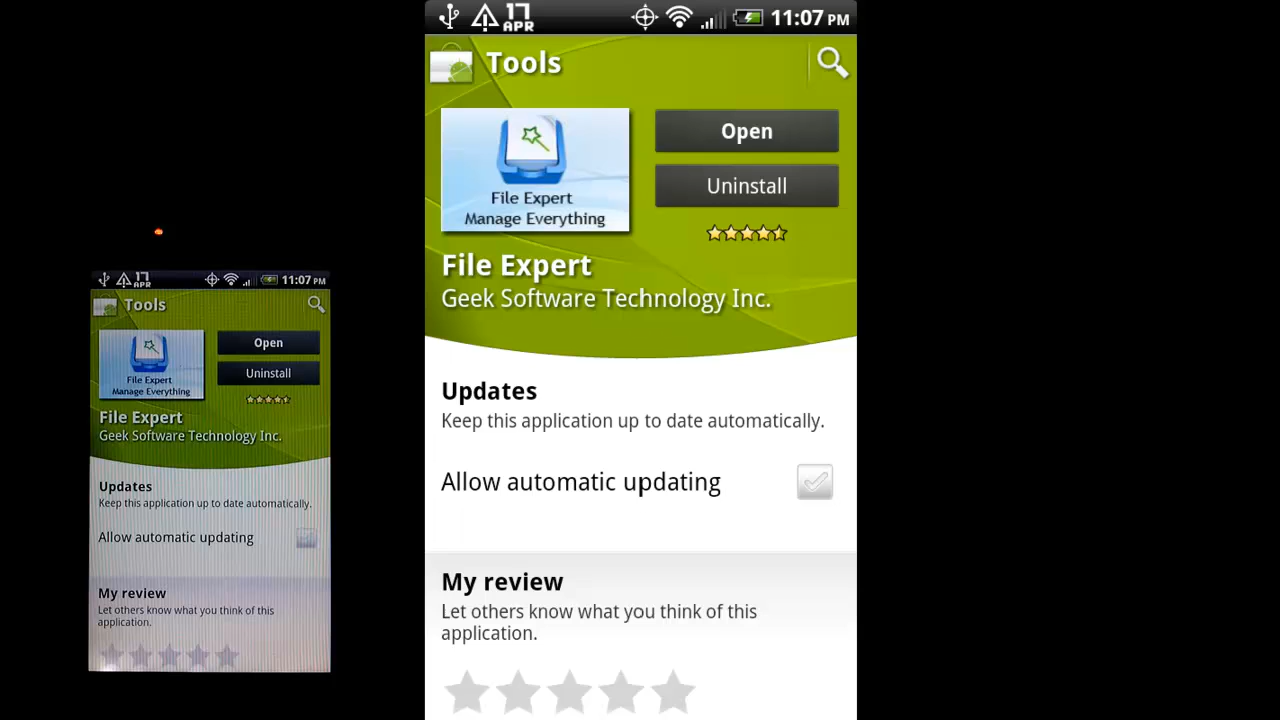 17
APR
11:07 PM
Tools
File Expert
Manage Everything
Open
Uninstall
File Expert
Geek Software Technology Inc.
Updates
Keep this application up to date automatically.
Allow automatic updating
My review
Let others know what you think of this
application.
17
APR
11:07 PM
Tools
File Expert
Manage Everything
Open
Uninstall
File Expert
Geek Software Technology Inc.
Updates
Keep this application up to date automatically.
Allow automatic updating
My review
Let others know what you think of this
application.